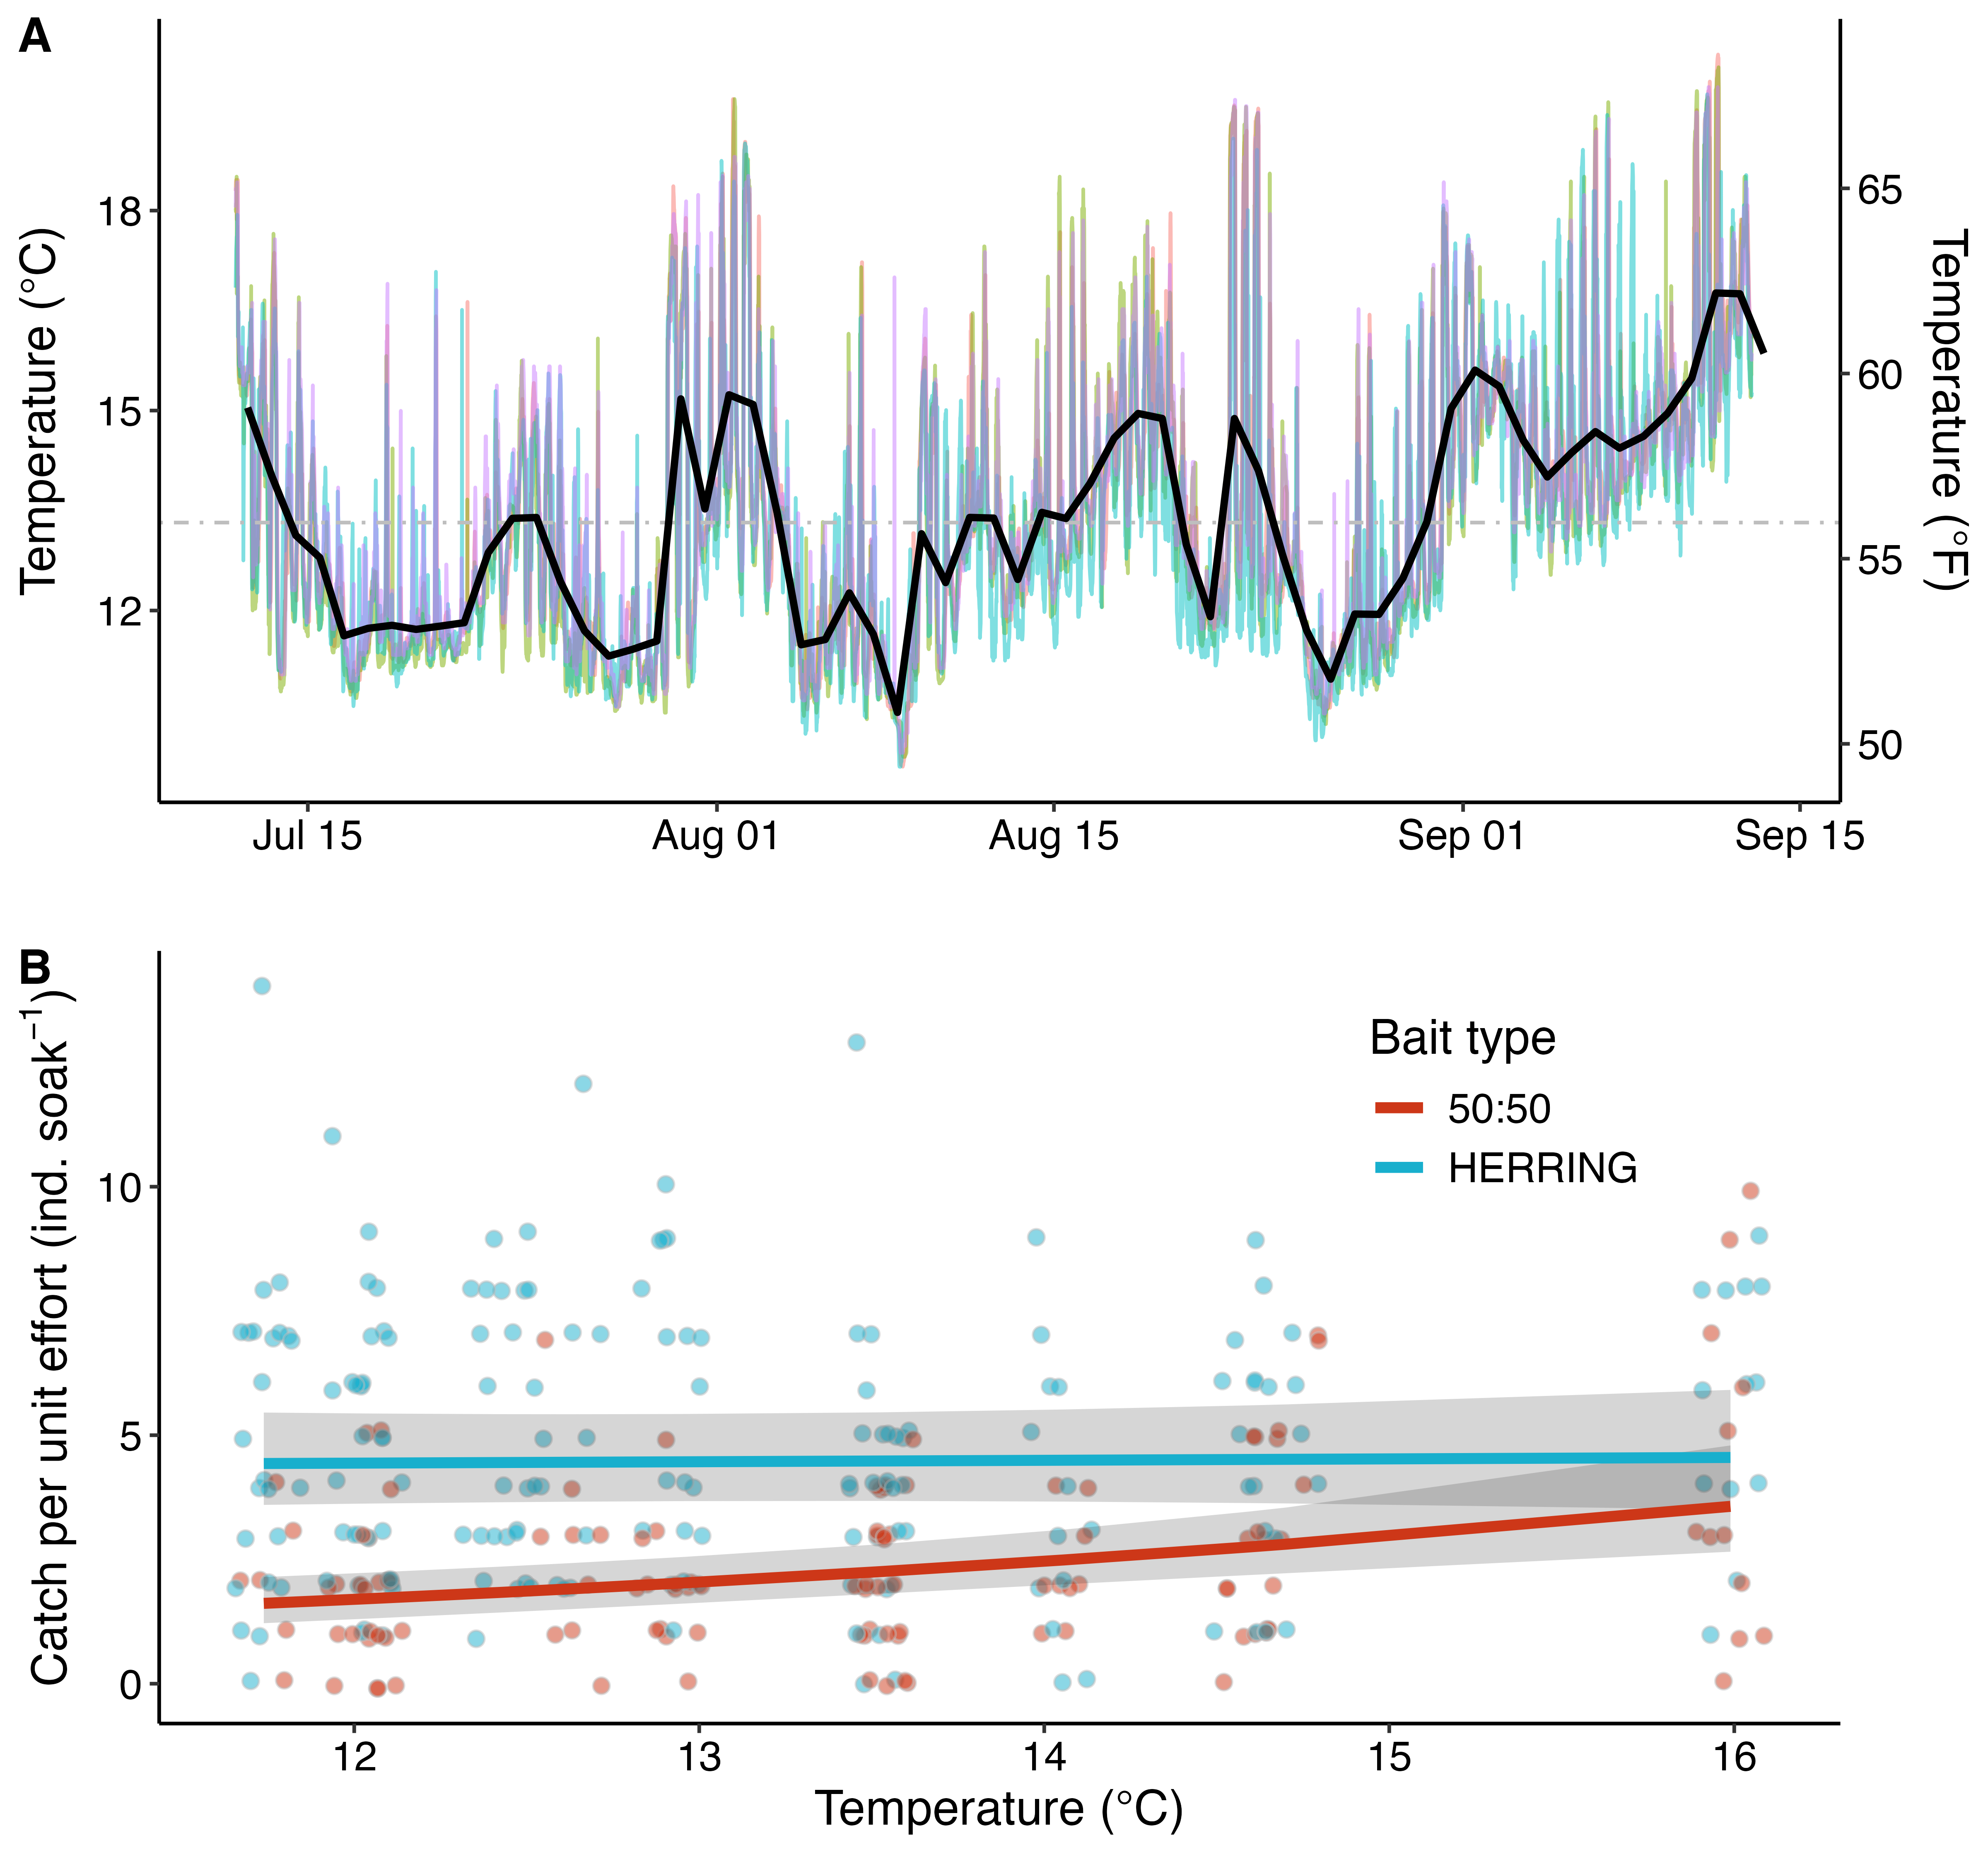 A
Temperature (°C)
18
15
12
65
60
55
50
Temperature (°F)
Jul 15
Aug 01
Aug 15
Sep 01
Sep 15
B
Catch per unit effort (ind. soak⁻¹)
10
5
0
Bait type
50:50
HERRING
12
13
14
15
16
Temperature (°C)